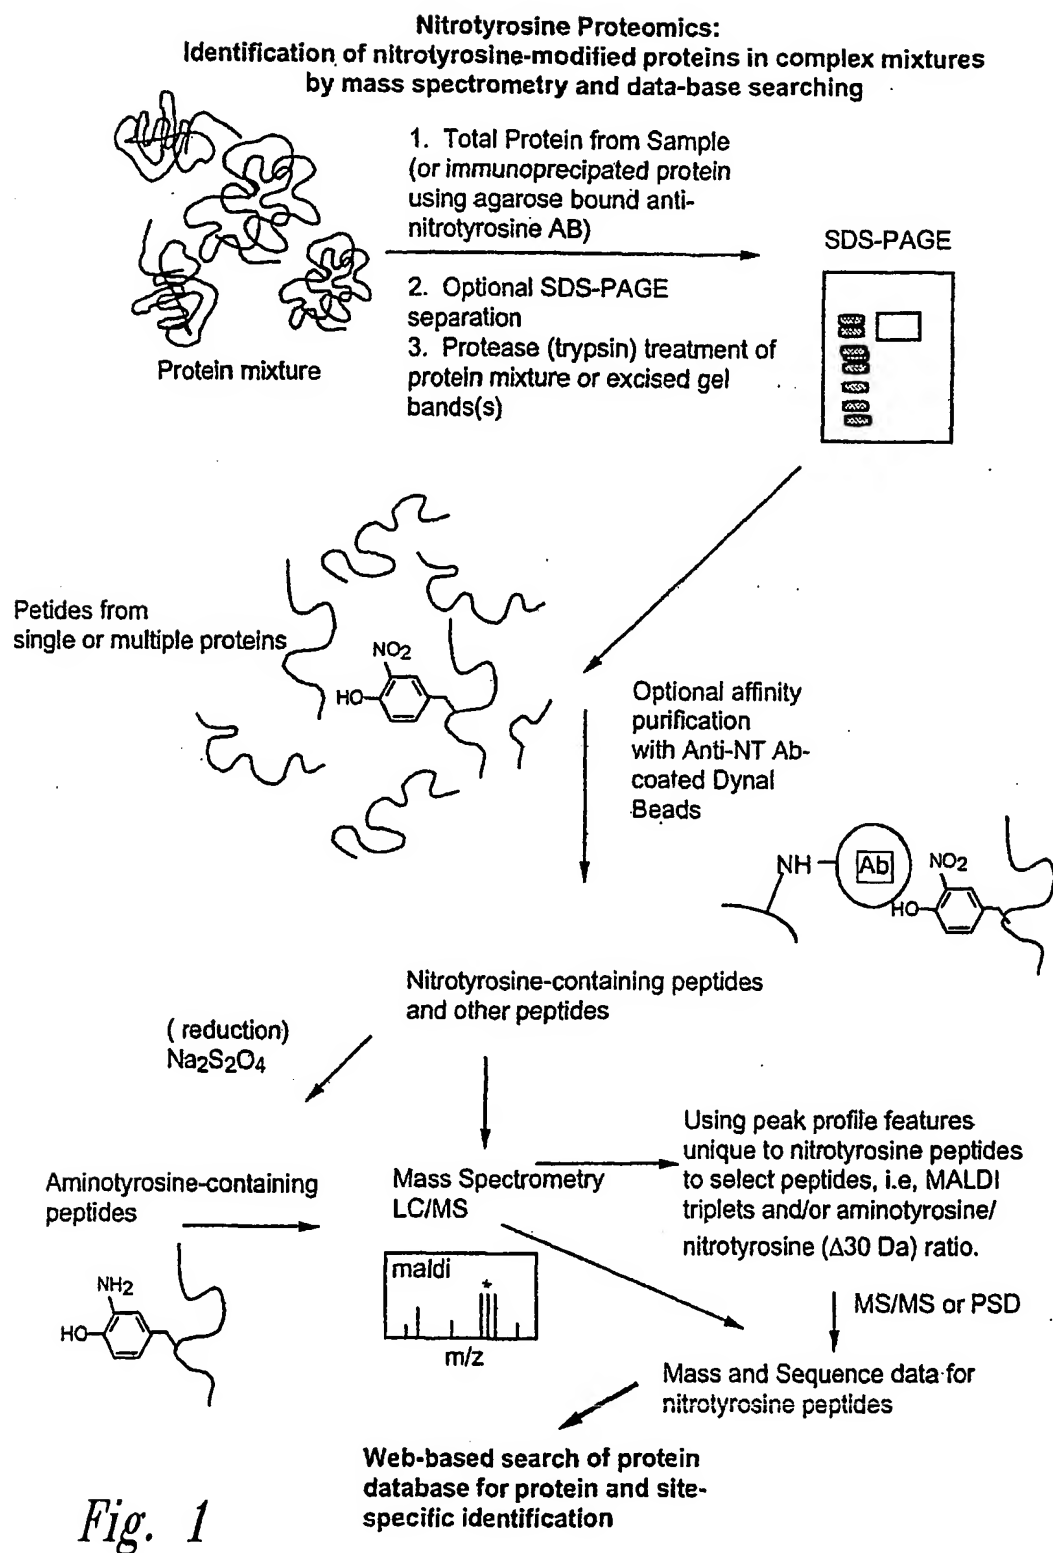 Nitrotyrosine Proteomics:
Identification of nitrotyrosine-modified proteins in complex mixtures
by mass spectrometry and data-base searching
1. Total Protein from Sample
(or immunoprecipated protein
using agarose bound anti-
nitrotyrosine AB)
SDS-PAGE
2. Optional SDS-PAGE
separation
3. Protease (trypsin) treatment of
protein mixture or excised gel
bands(s)
Protein mixture
Petides from
single or multiple proteins
NO2
HO
Optional affinity
purification
with Anti-NT Ab-
coated Dynal
Beads
NH
Ab
NO2
HO
Nitrotyrosine-containing peptides
and other peptides
( reduction)
Na2S2O4
Using peak profile features
unique to nitrotyrosine peptides
to select peptides, i.e, MALDI
triplets and/or aminotyrosine/
nitrotyrosine (Δ30 Da) ratio.
Mass Spectrometry
LC/MS
Aminotyrosine-containing
peptides
NH2
HO
maldi
*
m/z
MS/MS or PSD
Mass and Sequence data for
nitrotyrosine peptides
Web-based search of protein
database for protein and site-
specific identification
Fig. 1